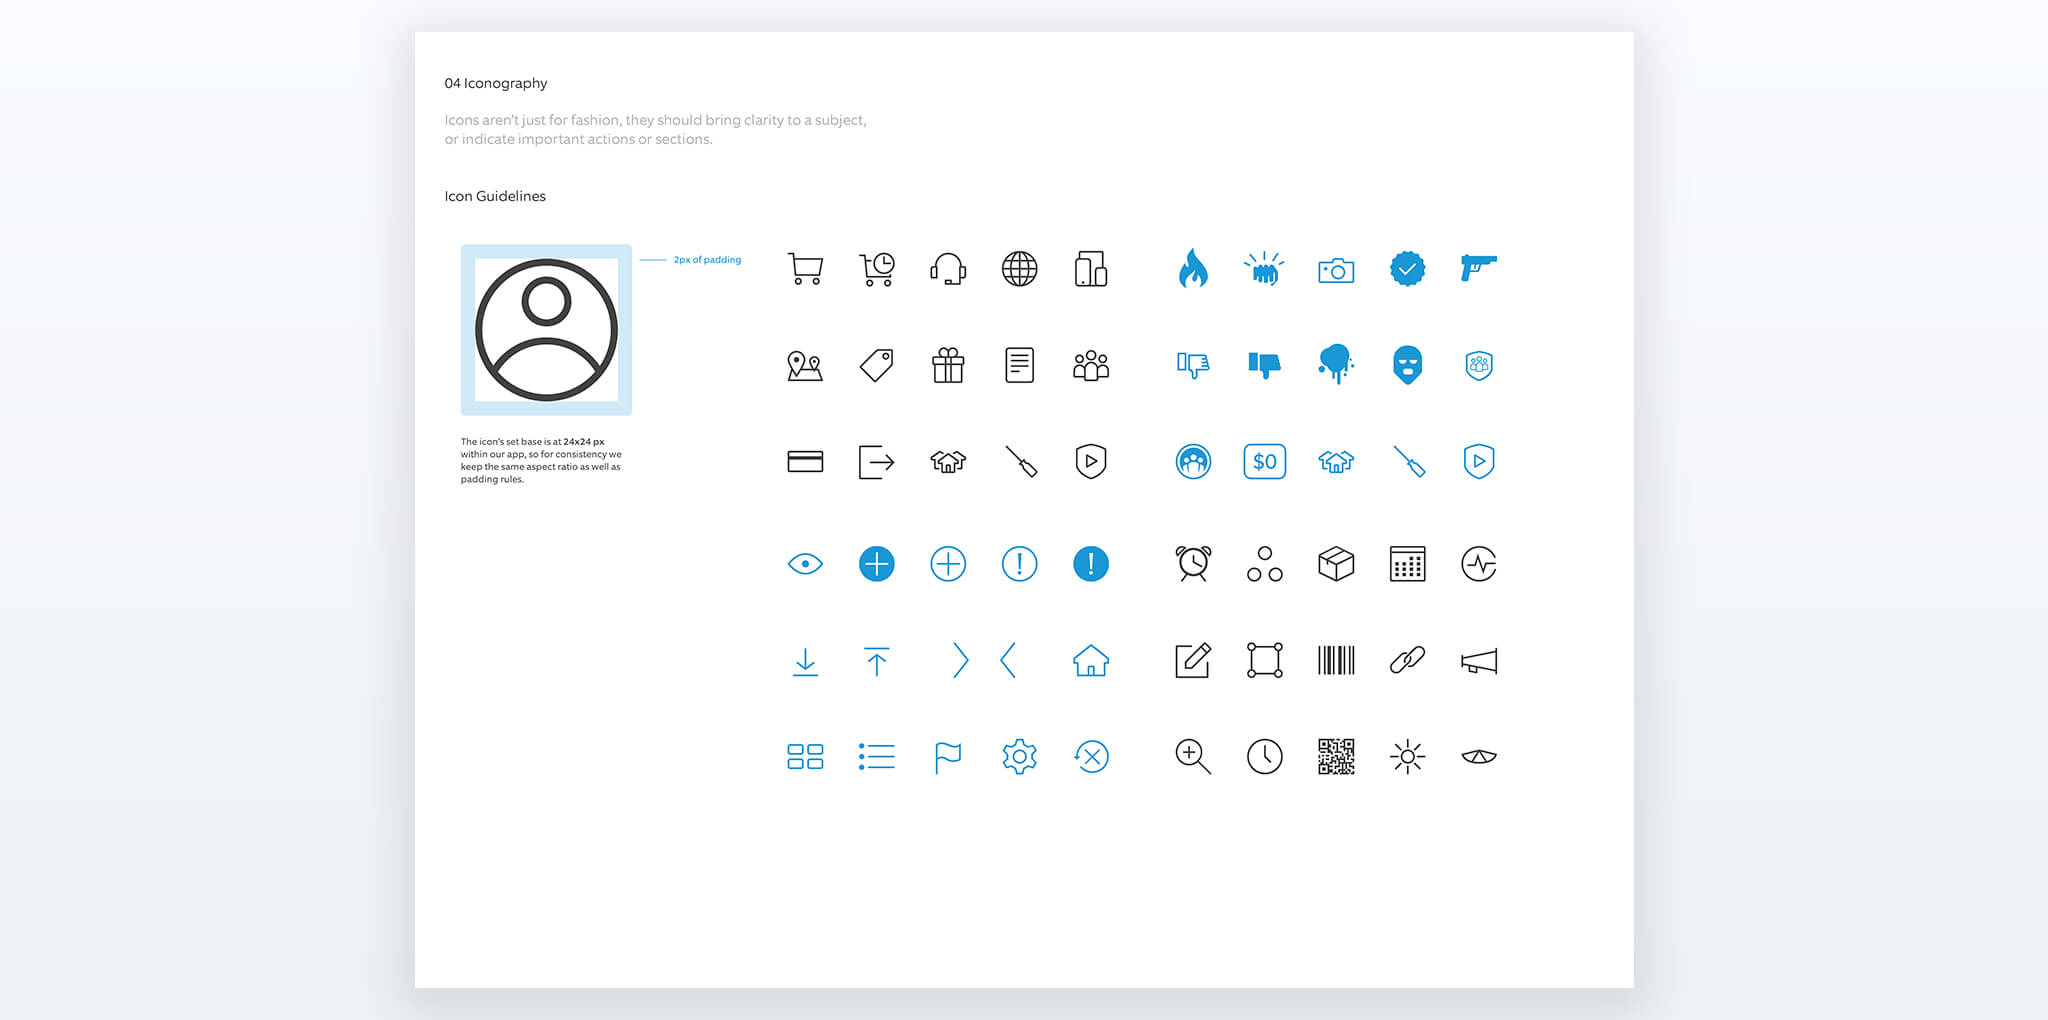 04 Iconography
Icons aren't just for fashion, they should bring clarity to a subject,
or indicate important actions or sections.
Icon Guidelines
2px of padding
The icon's set base is at 24x24 px
within our app, so for consistency we
keep the same aspect ratio as well as
padding rules.
$0